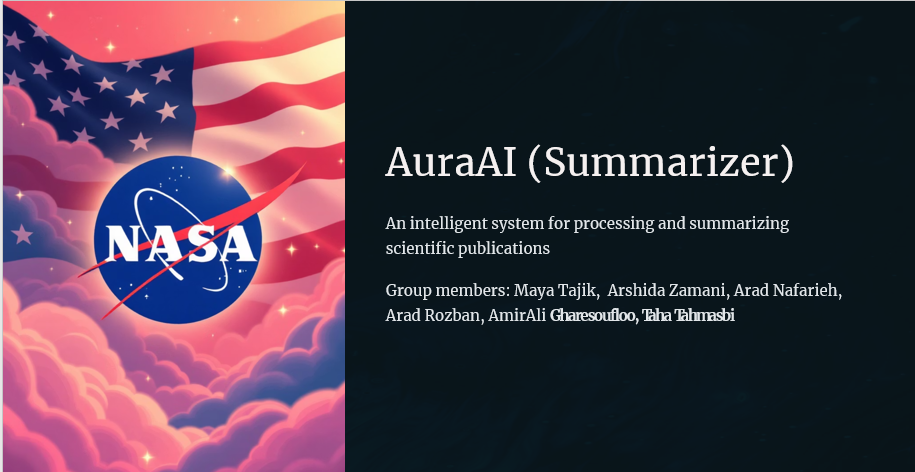 NASA
AuraAI (Summarizer)
An intelligent system for processing and summarizing
scientific publications
Group members: Maya Tajik,  Arshida Zamani, Arad Nafarieh,
Arad Rozban, AmirAli Gharesoufloo, Taha Tahmasbi